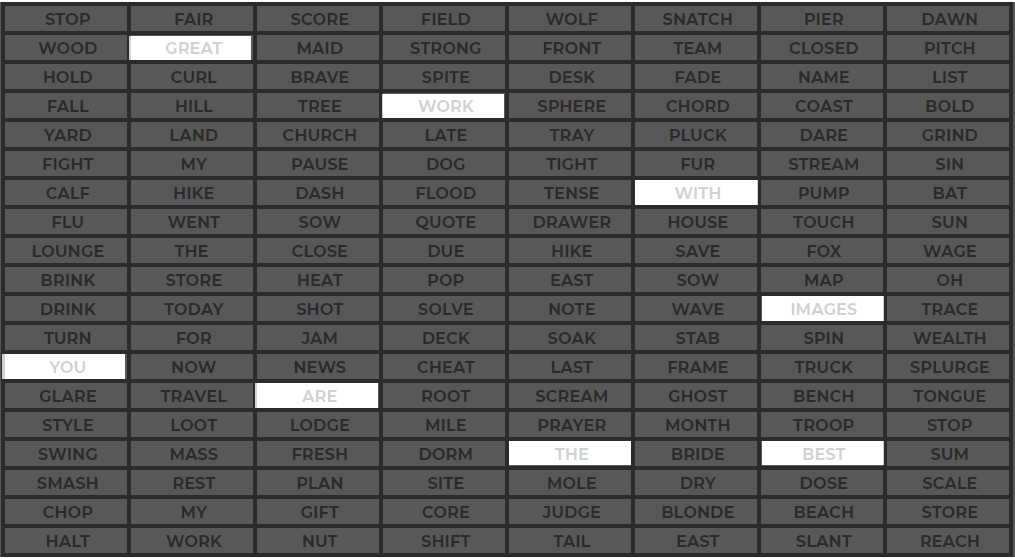 STOP FAIR SCORE FIELD WOLF SNATCH PIER DAWN
WOOD GREAT MAID STRONG FRONT TEAM CLOSED PITCH
HOLD CURL BRAVE SPITE DESK FADE NAME LIST
FALL HILL TREE WORK SPHERE CHORD COAST BOLD
YARD LAND CHURCH LATE TRAY PLUCK DARE GRIND
FIGHT MY PAUSE DOG TIGHT FUR STREAM SIN
CALF HIKE DASH FLOOD TENSE WITH PUMP BAT
FLU WENT SOW QUOTE DRAWER HOUSE TOUCH SUN
LOUNGE THE CLOSE DUE HIKE SAVE FOX WAGE
BRINK STORE HEAT POP EAST SOW MAP OH
DRINK TODAY SHOT SOLVE NOTE WAVE IMAGES TRACE
TURN FOR JAM DECK SOAK STAB SPIN WEALTH
YOU NOW NEWS CHEAT LAST FRAME TRUCK SPLURGE
GLARE TRAVEL ARE ROOT SCREAM GHOST BENCH TONGUE
STYLE LOOT LODGE MILE PRAYER MONTH TROOP STOP
SWING MASS FRESH DORM THE BRIDE BEST SUM
SMASH REST PLAN SITE MOLE DRY DOSE SCALE
CHOP MY GIFT CORE JUDGE BLONDE BEACH STORE
HALT WORK NUT SHIFT TAIL EAST SLANT REACH